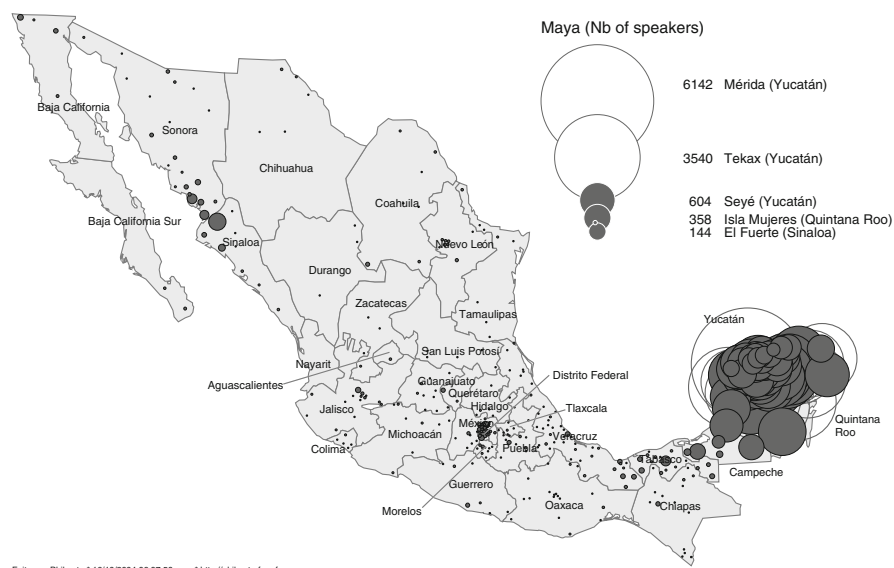 Maya (Nb of speakers)
6142 Mérida (Yucatán)
3540 Tekax (Yucatán)
604 Seyé (Yucatán)
358 Isla Mujeres (Quintana Roo)
144 El Fuerte (Sinaloa)
Baja California
Sonora
Chihuahua
Coahuila
Baja California Sur
Sinaloa
Nuevo León
Durango
Zacatecas
Tamaulipas
Yucatán
San Luis Potosí
Nayarit
Aguascalientes
Guanajuato
Querétaro
Distrito Federal
Hidalgo
Jalisco
Tlaxcala
México
Michoacán
Veracruz
Quintana
Roo
Colima
Puebla
Tabasco
Campeche
Guerrero
Morelos
Oaxaca
Chiapas